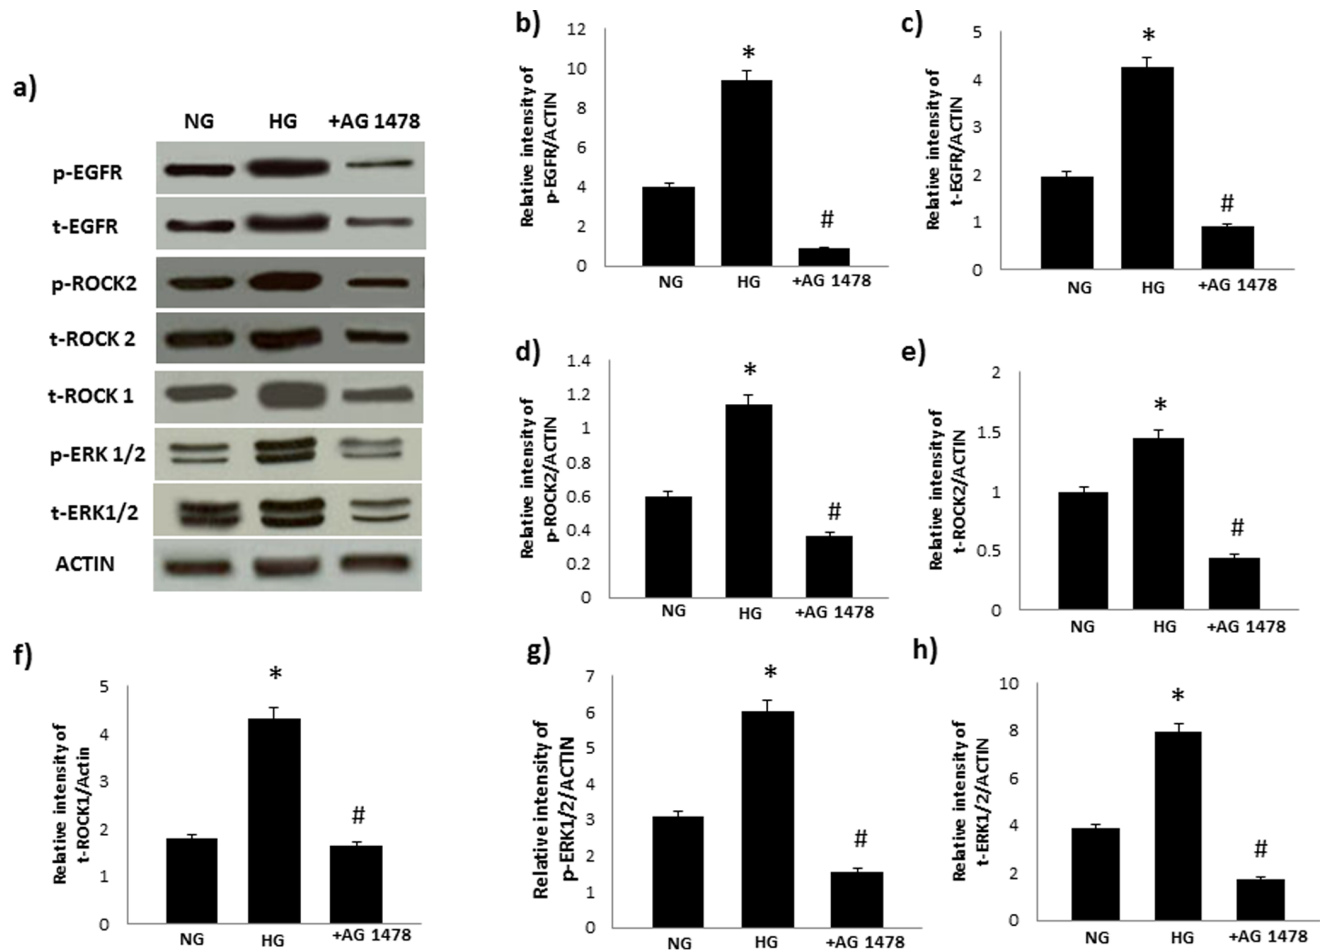 a)
NG HG +AG 1478
p-EGFR
t-EGFR
p-ROCK2
t-ROCK 2
t-ROCK 1
p-ERK 1/2
t-ERK1/2
ACTIN
b)
Relative intensity of
p-EGFR/ACTIN
12
10
8
6
4
2
0
*
#
NG HG +AG 1478
c)
Relative intensity of
t-EGFR/ACTIN
5
4
3
2
1
0
*
#
NG HG +AG 1478
d)
Relative intensity of
p-ROCK2/ACTIN
1.4
1.2
1
0.8
0.6
0.4
0.2
0
*
#
NG HG +AG 1478
e)
Relative intensity of
t-ROCK2/ACTIN
2
1.5
1
0.5
0
*
#
NG HG +AG 1478
f)
Relative intensity of
t-ROCK1/Actin
5
4
3
2
1
0
*
#
NG HG +AG 1478
g)
Relative intensity of
p-ERK1/2/ACTIN
7
6
5
4
3
2
1
0
*
#
NG HG +AG 1478
h)
Relative intensity of
t-ERK1/2/ACTIN
10
8
6
4
2
0
*
#
NG HG +AG 1478